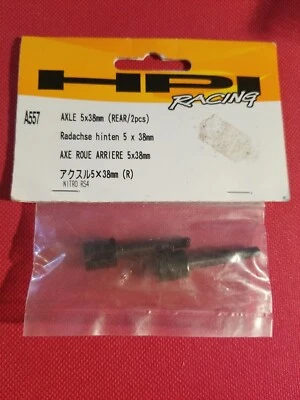 HPI
RACING
A557
AXLE 5x38mm (REAR/2pcs)
Radachse hinten 5 x 38mm
AXE ROUE ARRIERE 5x38mm
アクスル5×38mm (R)
NITRO RS4